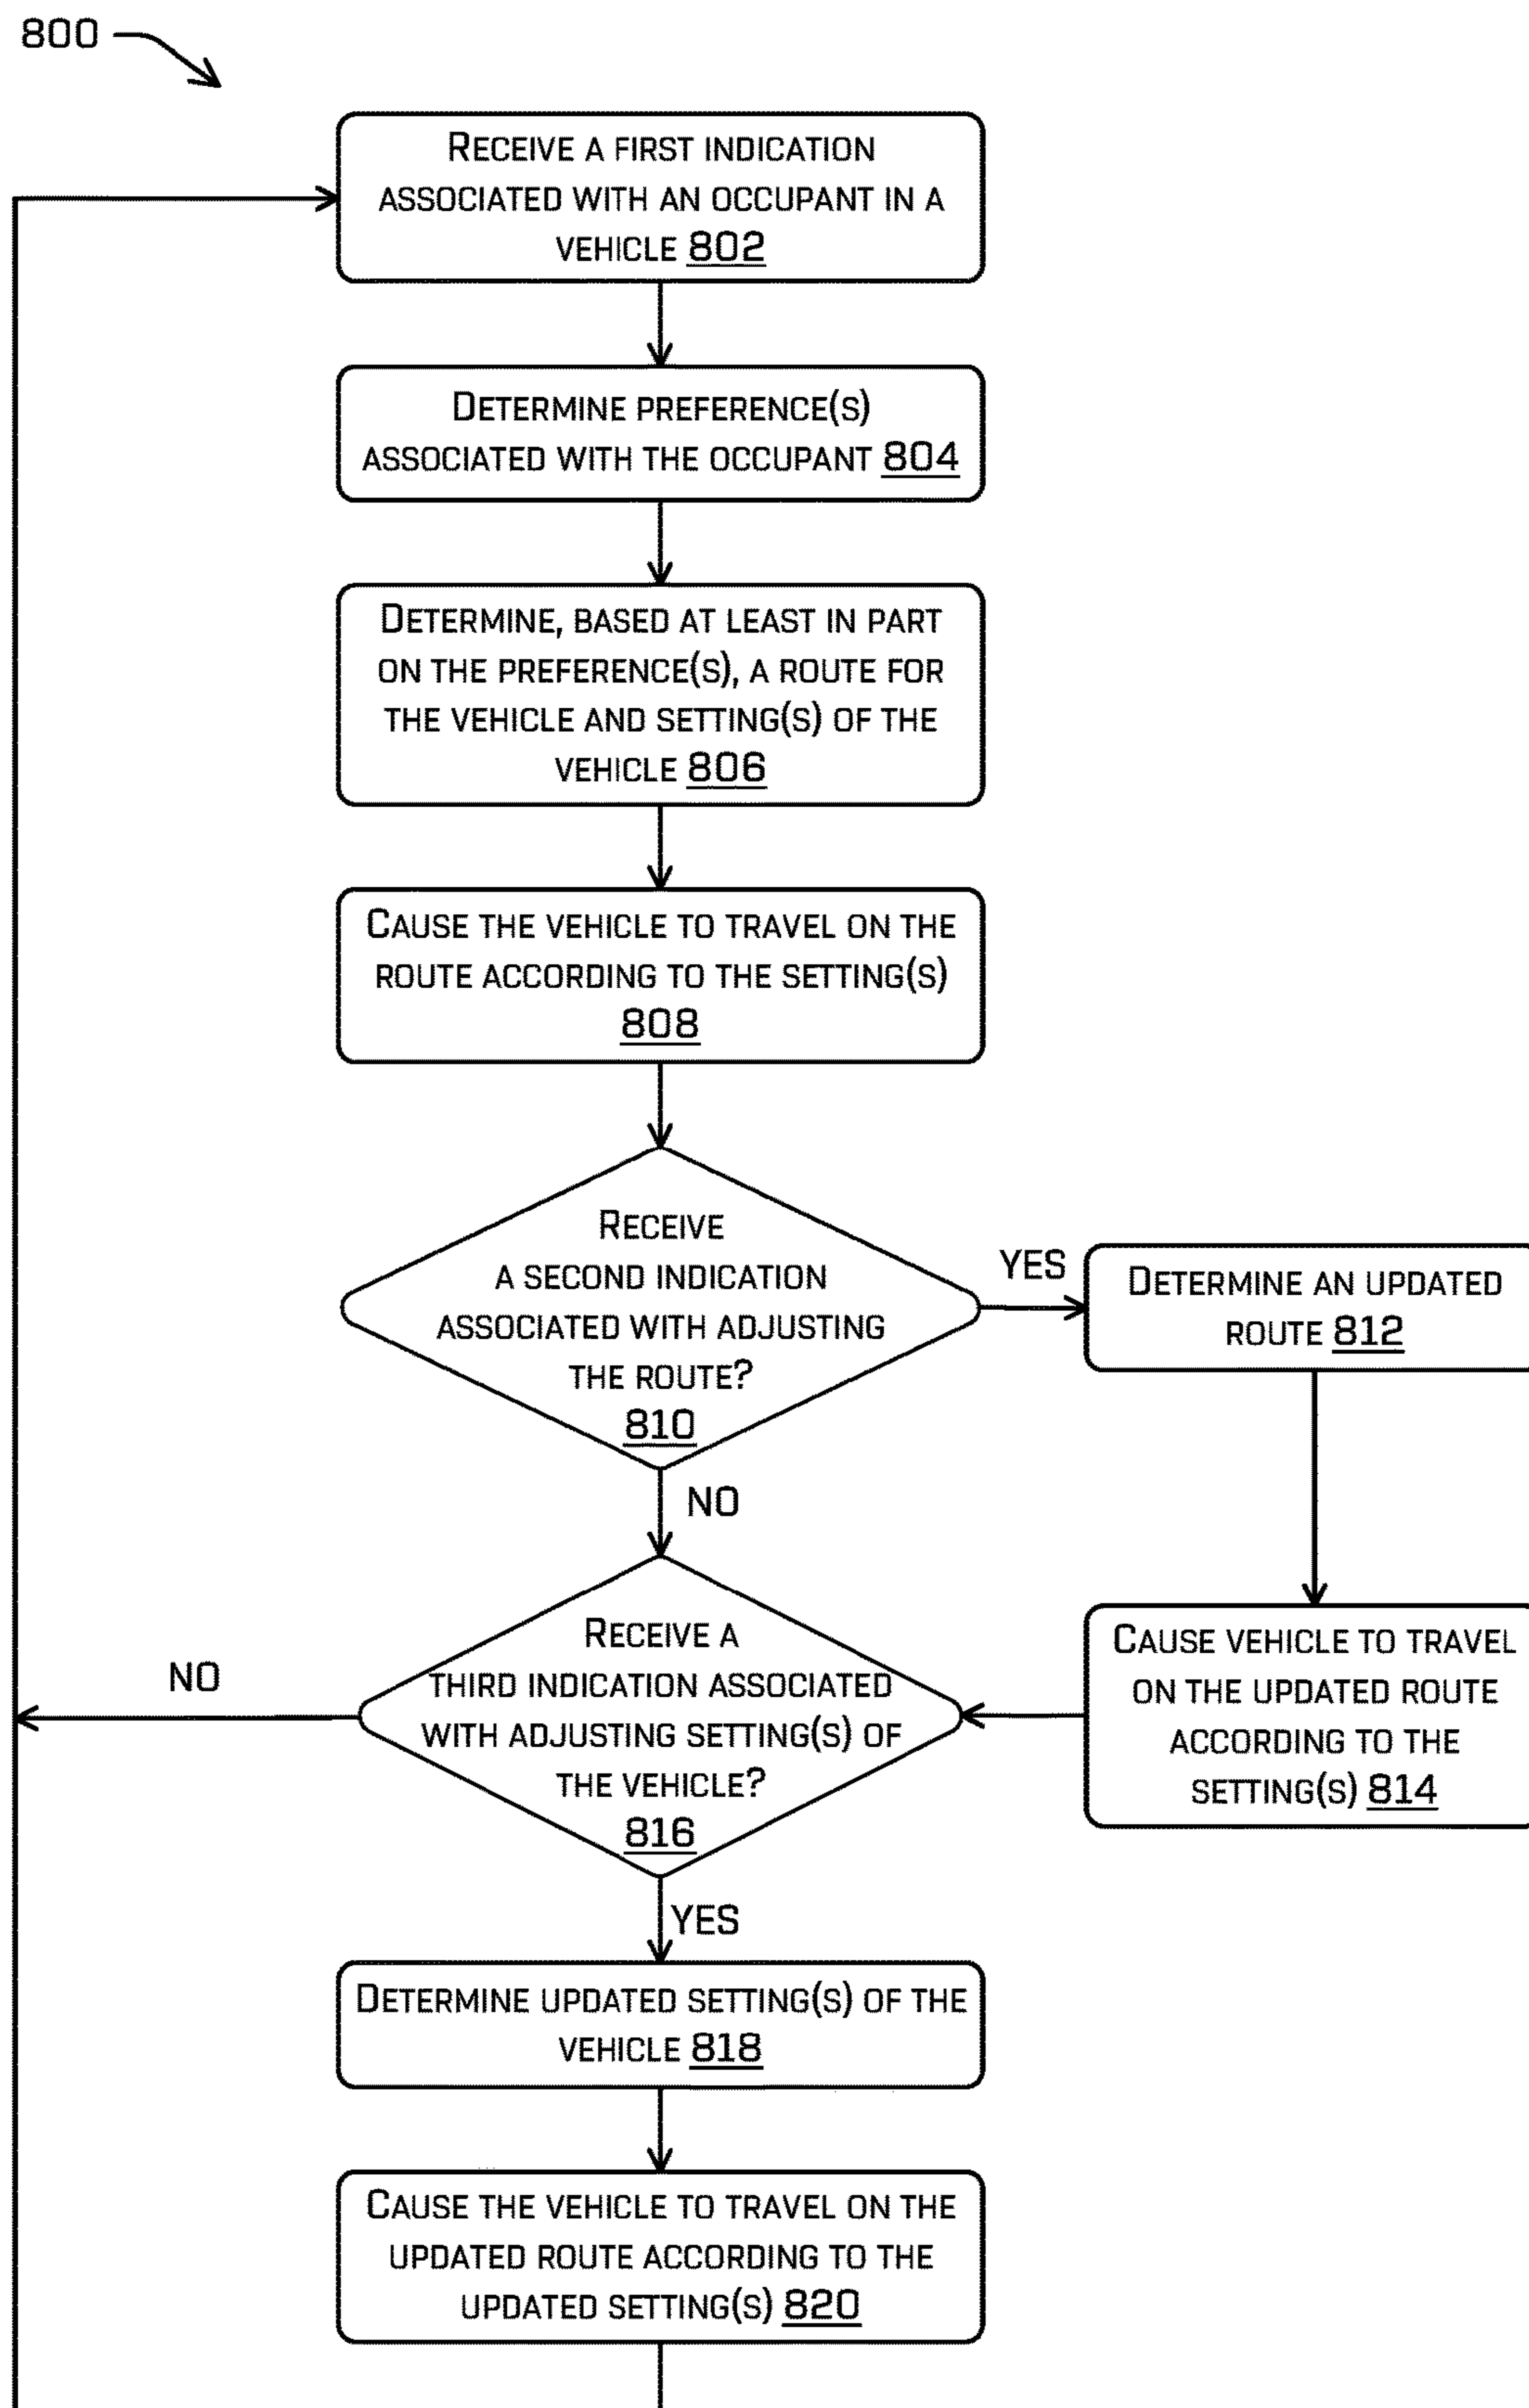 800
RECEIVE A FIRST INDICATION
ASSOCIATED WITH AN OCCUPANT IN A
VEHICLE 802
DETERMINE PREFERENCE(S)
ASSOCIATED WITH THE OCCUPANT 804
DETERMINE, BASED AT LEAST IN PART
ON THE PREFERENCE(S), A ROUTE FOR
THE VEHICLE AND SETTING(S) OF THE
VEHICLE 806
CAUSE THE VEHICLE TO TRAVEL ON THE
ROUTE ACCORDING TO THE SETTING(S)
808
RECEIVE
A SECOND INDICATION
ASSOCIATED WITH ADJUSTING
THE ROUTE?
810
YES
DETERMINE AN UPDATED
ROUTE 812
NO
CAUSE VEHICLE TO TRAVEL
ON THE UPDATED ROUTE
ACCORDING TO THE
SETTING(S) 814
RECEIVE A
THIRD INDICATION ASSOCIATED
WITH ADJUSTING SETTING(S) OF
THE VEHICLE?
816
NO
YES
DETERMINE UPDATED SETTING(S) OF THE
VEHICLE 818
CAUSE THE VEHICLE TO TRAVEL ON THE
UPDATED ROUTE ACCORDING TO THE
UPDATED SETTING(S) 820